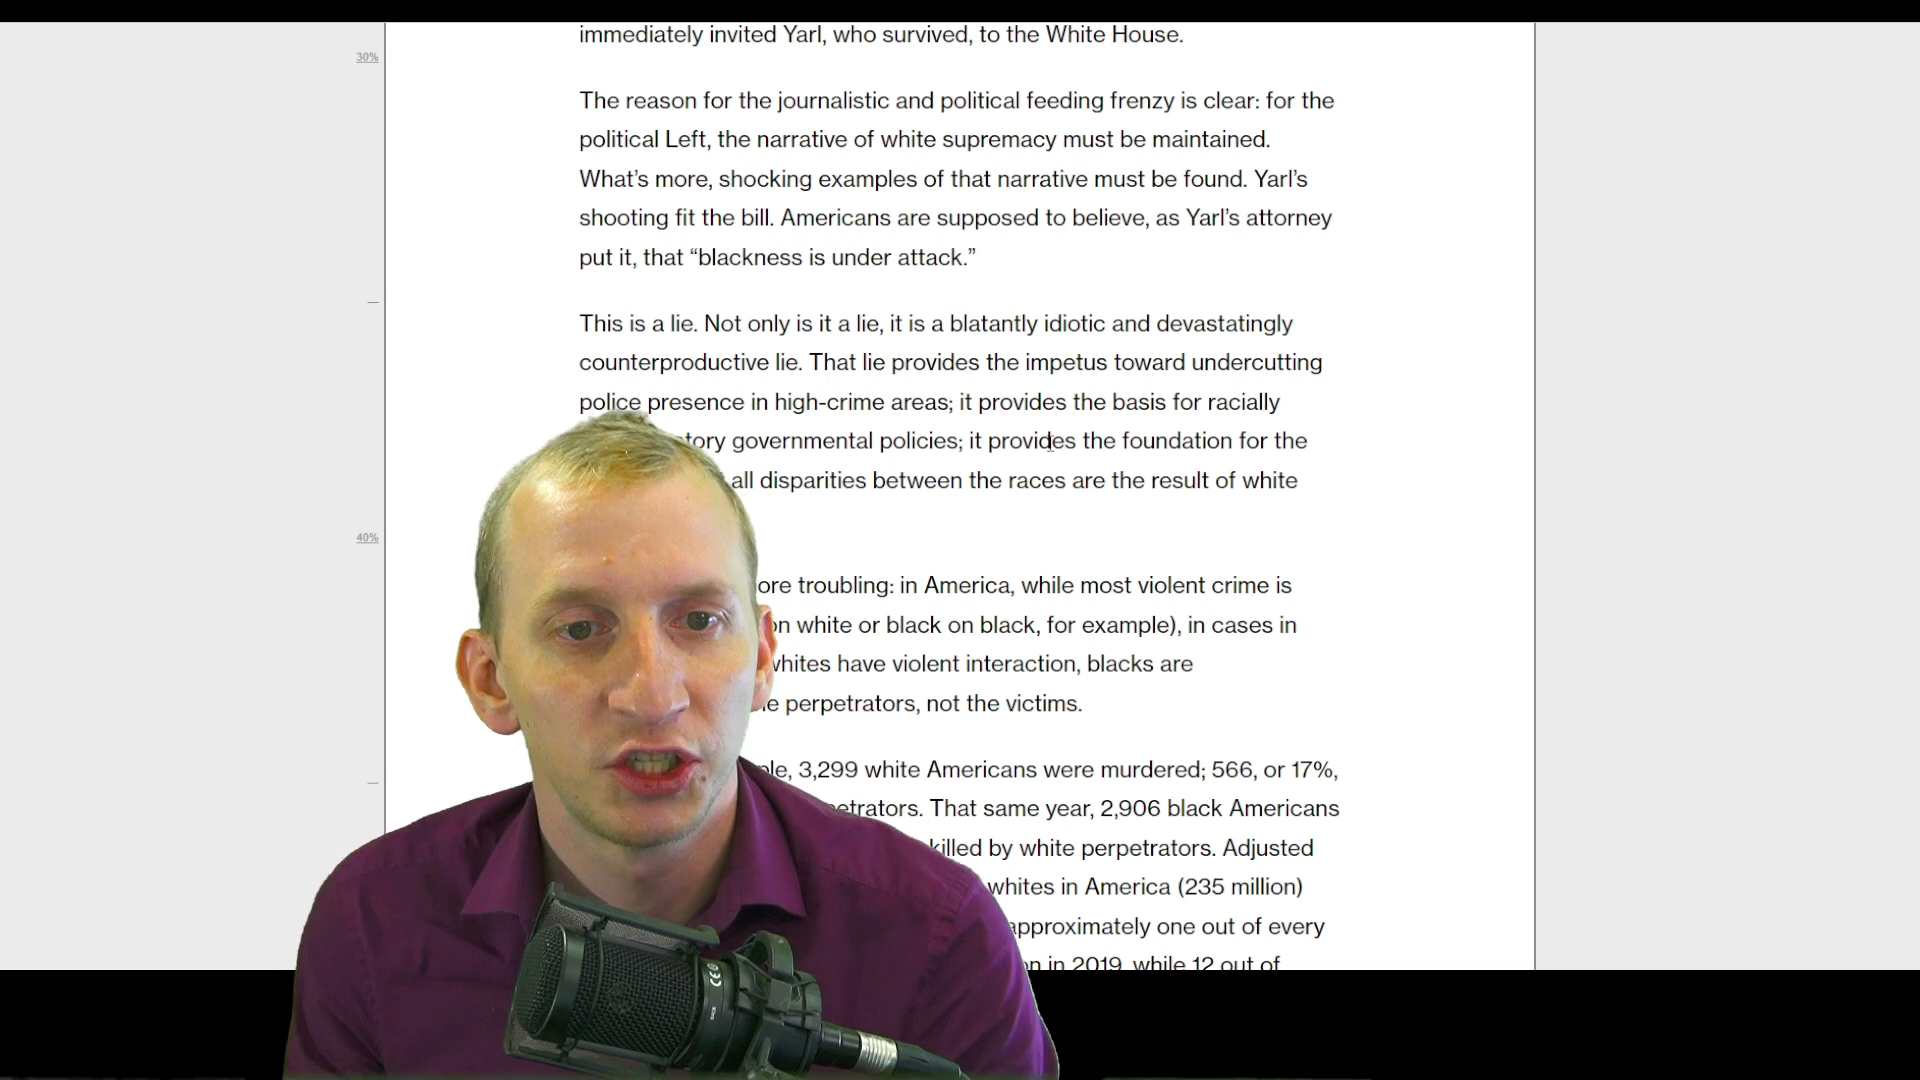 immediately invited Yarl, who survived, to the White House.
30%
The reason for the journalistic and political feeding frenzy is clear: for the
political Left, the narrative of white supremacy must be maintained.
What’s more, shocking examples of that narrative must be found. Yarl’s
shooting fit the bill. Americans are supposed to believe, as Yarl’s attorney
put it, that “blackness is under attack.”
This is a lie. Not only is it a lie, it is a blatantly idiotic and devastatingly
counterproductive lie. That lie provides the impetus toward undercutting
police presence in high-crime areas; it provides the basis for racially
governmental policies; it provides the foundation for the
all disparities between the races are the result of white
40%
troubling: in America, while most violent crime is
white or black on black, for example), in cases in
whites have violent interaction, blacks are
perpetrators, not the victims.
3,299 white Americans were murdered; 566, or 17%,
That same year, 2,906 black Americans
killed by white perpetrators. Adjusted
whites in America (235 million)
approximately one out of every
in 2019, while 12 out of
CE
BACK